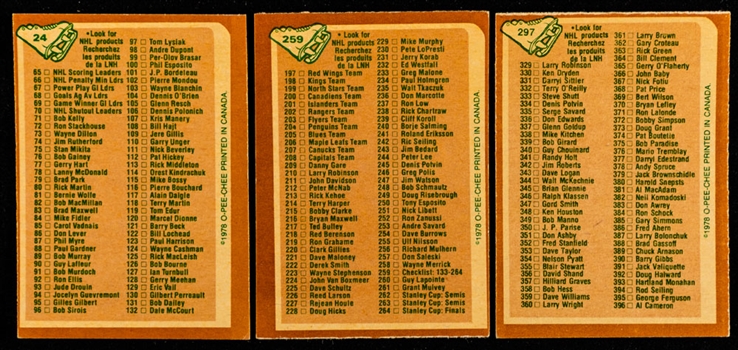 24
*Look for
NHL products
Recherchez
les produits
de la LNH
65 NHL Scoring Leaders
66 NHL Penalty Min Ldrs
67 Power Play Gl Ldrs
68 Goals Ag Av Ldrs
69 Game Winner Gl Ldrs
70 NHL Shutout Leaders
71 Bob Kelly
72 Ron Stackhouse
73 Wayne Dillon
74 Jim Rutherford
75 Stan Mikita
76 Bob Gainey
77 Gerry Hart
78 Lanny McDonald
79 Brad Park
80 Rick Martin
81 Bernie Wolfe
82 Bob MacMillan
83 Brad Maxwell
84 Mike Fidler
85 Carol Vadnais
86 Don Lever
87 Phil Myre
88 Paul Gardner
89 Bob Murray
90 Guy Lafleur
91 Bob Murdoch
92 Ron Ellis
93 Jude Drouin
94 Jocelyn Guevremont
95 Gilles Gilbert
96 Bob Sirois
97 Tom Lysiak
98 Andre Dupont
99 Per-Olov Brasar
100 Phil Esposito
101 J.P. Bordeleau
102 Pierre Mondou
103 Wayne Bianchin
104 Dennis O'Brien
105 Glenn Resch
106 Dennis Polonich
107 Kris Manery
108 Bill Hajt
109 Jere Gillis
110 Garry Unger
111 Nick Beverley
112 Pat Hickey
113 Rick Middleton
114 Orest Kindrachuk
115 Mike Bossy
116 Pierre Bouchard
117 Alain Daigle
118 Terry Martin
119 Tom Edur
120 Marcel Dionne
121 Barry Beck
122 Bill Lochead
123 Paul Harrison
124 Wayne Cashman
125 Rick MacLeish
126 Bob Bourne
127 Ian Turnbull
128 Gerry Meehan
129 Eric Vail
130 Gilbert Perreault
131 Bob Dailey
132 Dale McCourt
©1978 O-PEE-CHEE PRINTED IN CANADA
259
*Look for
NHL products
Recherchez
les produits
de la LNH
197 Red Wings Team
198 Kings Team
199 North Stars Team
200 Canadiens Team
201 Islanders Team
202 Rangers Team
203 Flyers Team
204 Penguins Team
205 Blues Team
206 Maple Leafs Team
207 Canucks Team
208 Capitals Team
209 Danny Gare
210 Larry Robinson
211 John Davidson
212 Peter McNab
213 Rick Kehoe
214 Terry Harper
215 Bobby Clarke
216 Bryan Maxwell
217 Ted Bulley
218 Red Berenson
219 Ron Grahame
220 Clark Gillies
221 Dave Maloney
222 Derek Smith
223 Wayne Stephenson
224 John Van Boxmeer
225 Dave Schultz
226 Reed Larson
227 Rejean Houle
228 Doug Hicks
229 Mike Murphy
230 Pete LoPresti
231 Jerry Korab
232 Ed Westfall
233 Greg Malone
234 Paul Holmgren
235 Walt Tkaczuk
236 Don Marcotte
237 Ron Low
238 Rick Chartraw
239 Cliff Koroll
240 Borje Salming
241 Roland Eriksson
242 Ric Seiling
243 Jim Bedard
244 Peter Lee
245 Denis Potvin
246 Greg Polis
247 Jim Watson
248 Bob Schmautz
249 Doug Risebrough
250 Tony Esposito
251 Nick Libett
252 Ron Zanussi
253 Andre Savard
254 Dave Burrows
255 Ulf Nilsson
256 Richard Mulhern
257 Don Saleski
258 Wayne Merrick
259 Checklist: 133-264
260 Guy Lapointe
261 Grant Mulvey
262 Stanley Cup: Semis
263 Stanley Cup: Semis
264 Stanley Cup: Finals
©1978 O-PEE-CHEE PRINTED IN CANADA
297
*Look for
NHL products
Recherchez
les produits
de la LNH
329 Larry Robinson
330 Ken Dryden
331 Darryl Sittler
332 Terry O'Reilly
333 Steve Shutt
334 Denis Potvin
335 Serge Savard
336 Don Edwards
337 Glenn Goldup
338 Mike Kitchen
339 Bob Girard
340 Guy Chouinard
341 Randy Holt
342 Jim Roberts
343 Dave Logan
344 Walt McKechnie
345 Brian Glennie
346 Ralph Klassen
347 Gord Smith
348 Ken Houston
349 Bob Manno
350 J. P. Parise
351 Don Ashby
352 Fred Stanfield
353 Dave Taylor
354 Nelson Pyatt
355 Blair Stewart
356 David Shand
357 Hilliard Graves
358 Bob Hess
359 Dave Williams
360 Larry Wright
361 Larry Brown
362 Gary Croteau
363 Rick Green
364 Bill Clement
365 Gerry O'Flaherty
366 John Baby
367 Nick Fotiu
368 Pat Price
369 Bert Wilson
370 Bryan Lefley
371 Ron Lalonde
372 Bobby Simpson
373 Doug Grant
374 Pat Boutette
375 Bob Paradise
376 Mario Tremblay
377 Darryl Edestrand
378 Andy Spruce
379 Jack Brownschidle
380 Harold Snepsts
381 Al MacAdam
382 Neil Komadoski
383 Don Awrey
384 Ron Schock
385 Gary Simmons
386 Fred Ahern
387 Larry Bolonchuk
388 Brad Gassoff
389 Chuck Arnason
390 Barry Gibbs
391 Jack Valiquette
392 Doug Halward
393 Hartland Monahan
394 Rod Seiling
395 George Ferguson
396 Al Cameron
©1978 O-PEE-CHEE PRINTED IN CANADA